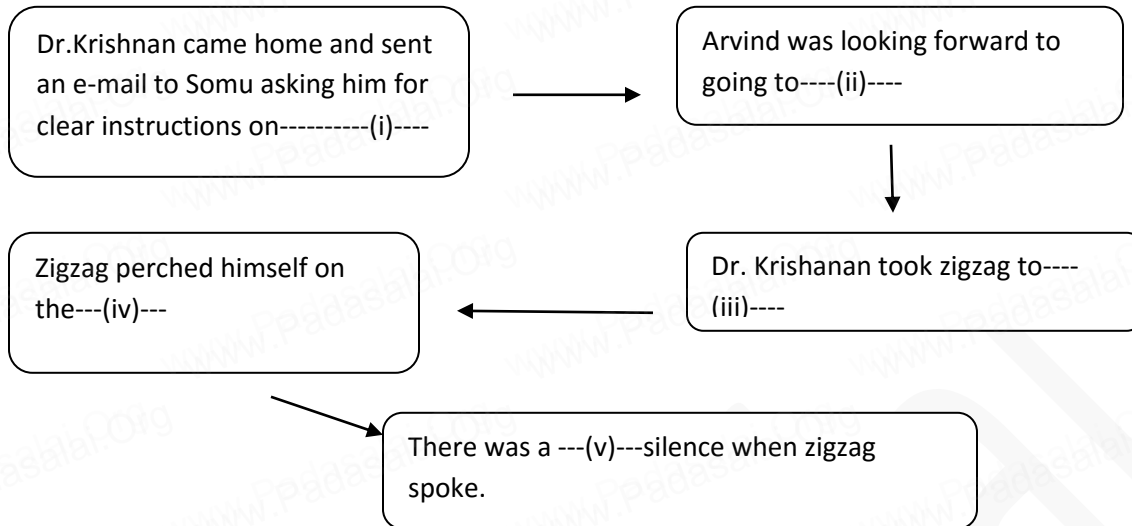 Dr.Krishnan came home and sent
an e-mail to Somu asking him for
clear instructions on----------(i)----
Arvind was looking forward to
going to----(ii)----
Dr. Krishanan took zigzag to----
(iii)----
Zigzag perched himself on
the---(iv)---
There was a ---(v)---silence when zigzag
spoke.